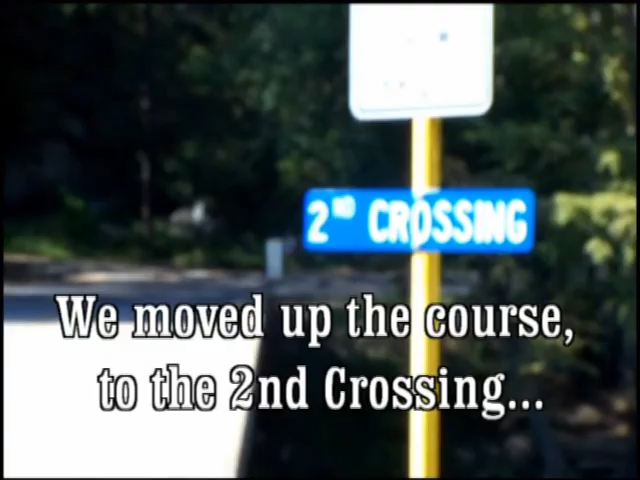 2ND CROSSING
We moved up the course,
to the 2nd Crossing...